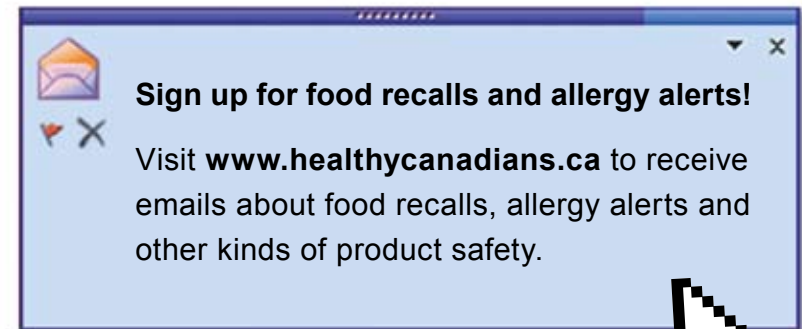 Sign up for food recalls and allergy alerts!
Visit www.healthycanadians.ca to receive
emails about food recalls, allergy alerts and
other kinds of product safety.